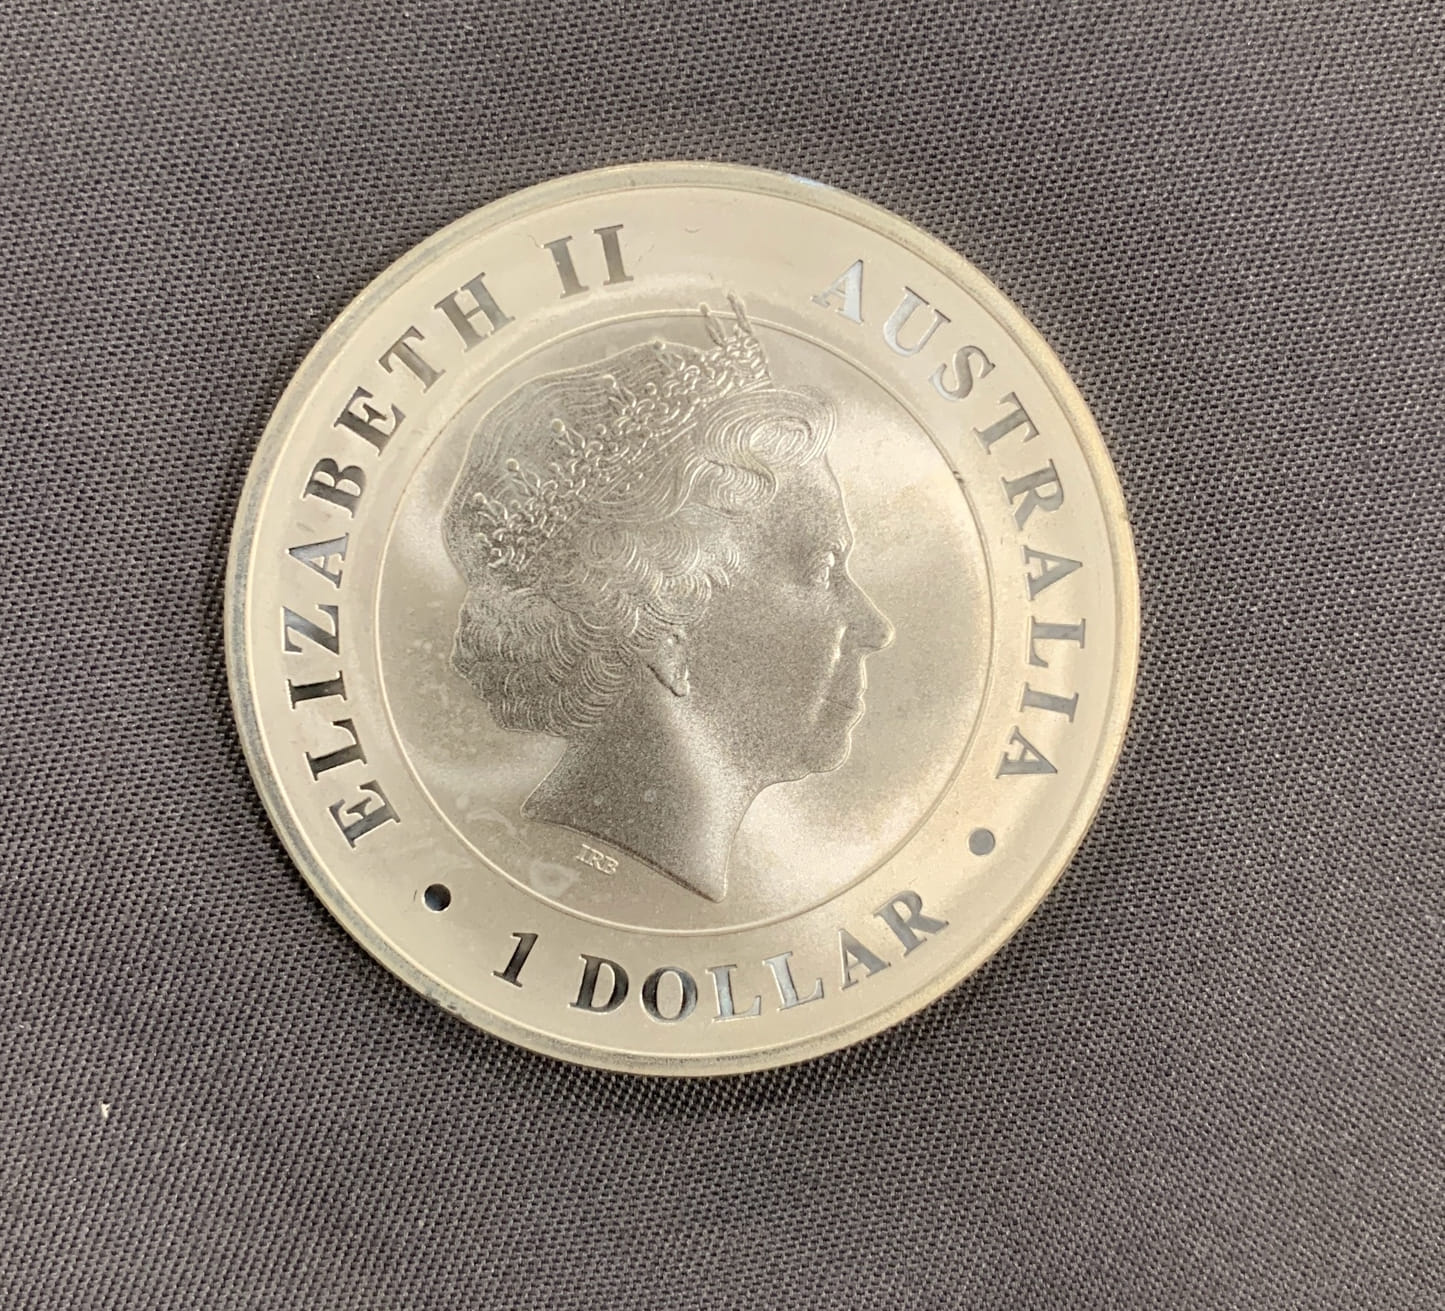 ELIZABETH II
AUSTRALIA
• 1 DOLLAR •
IRB